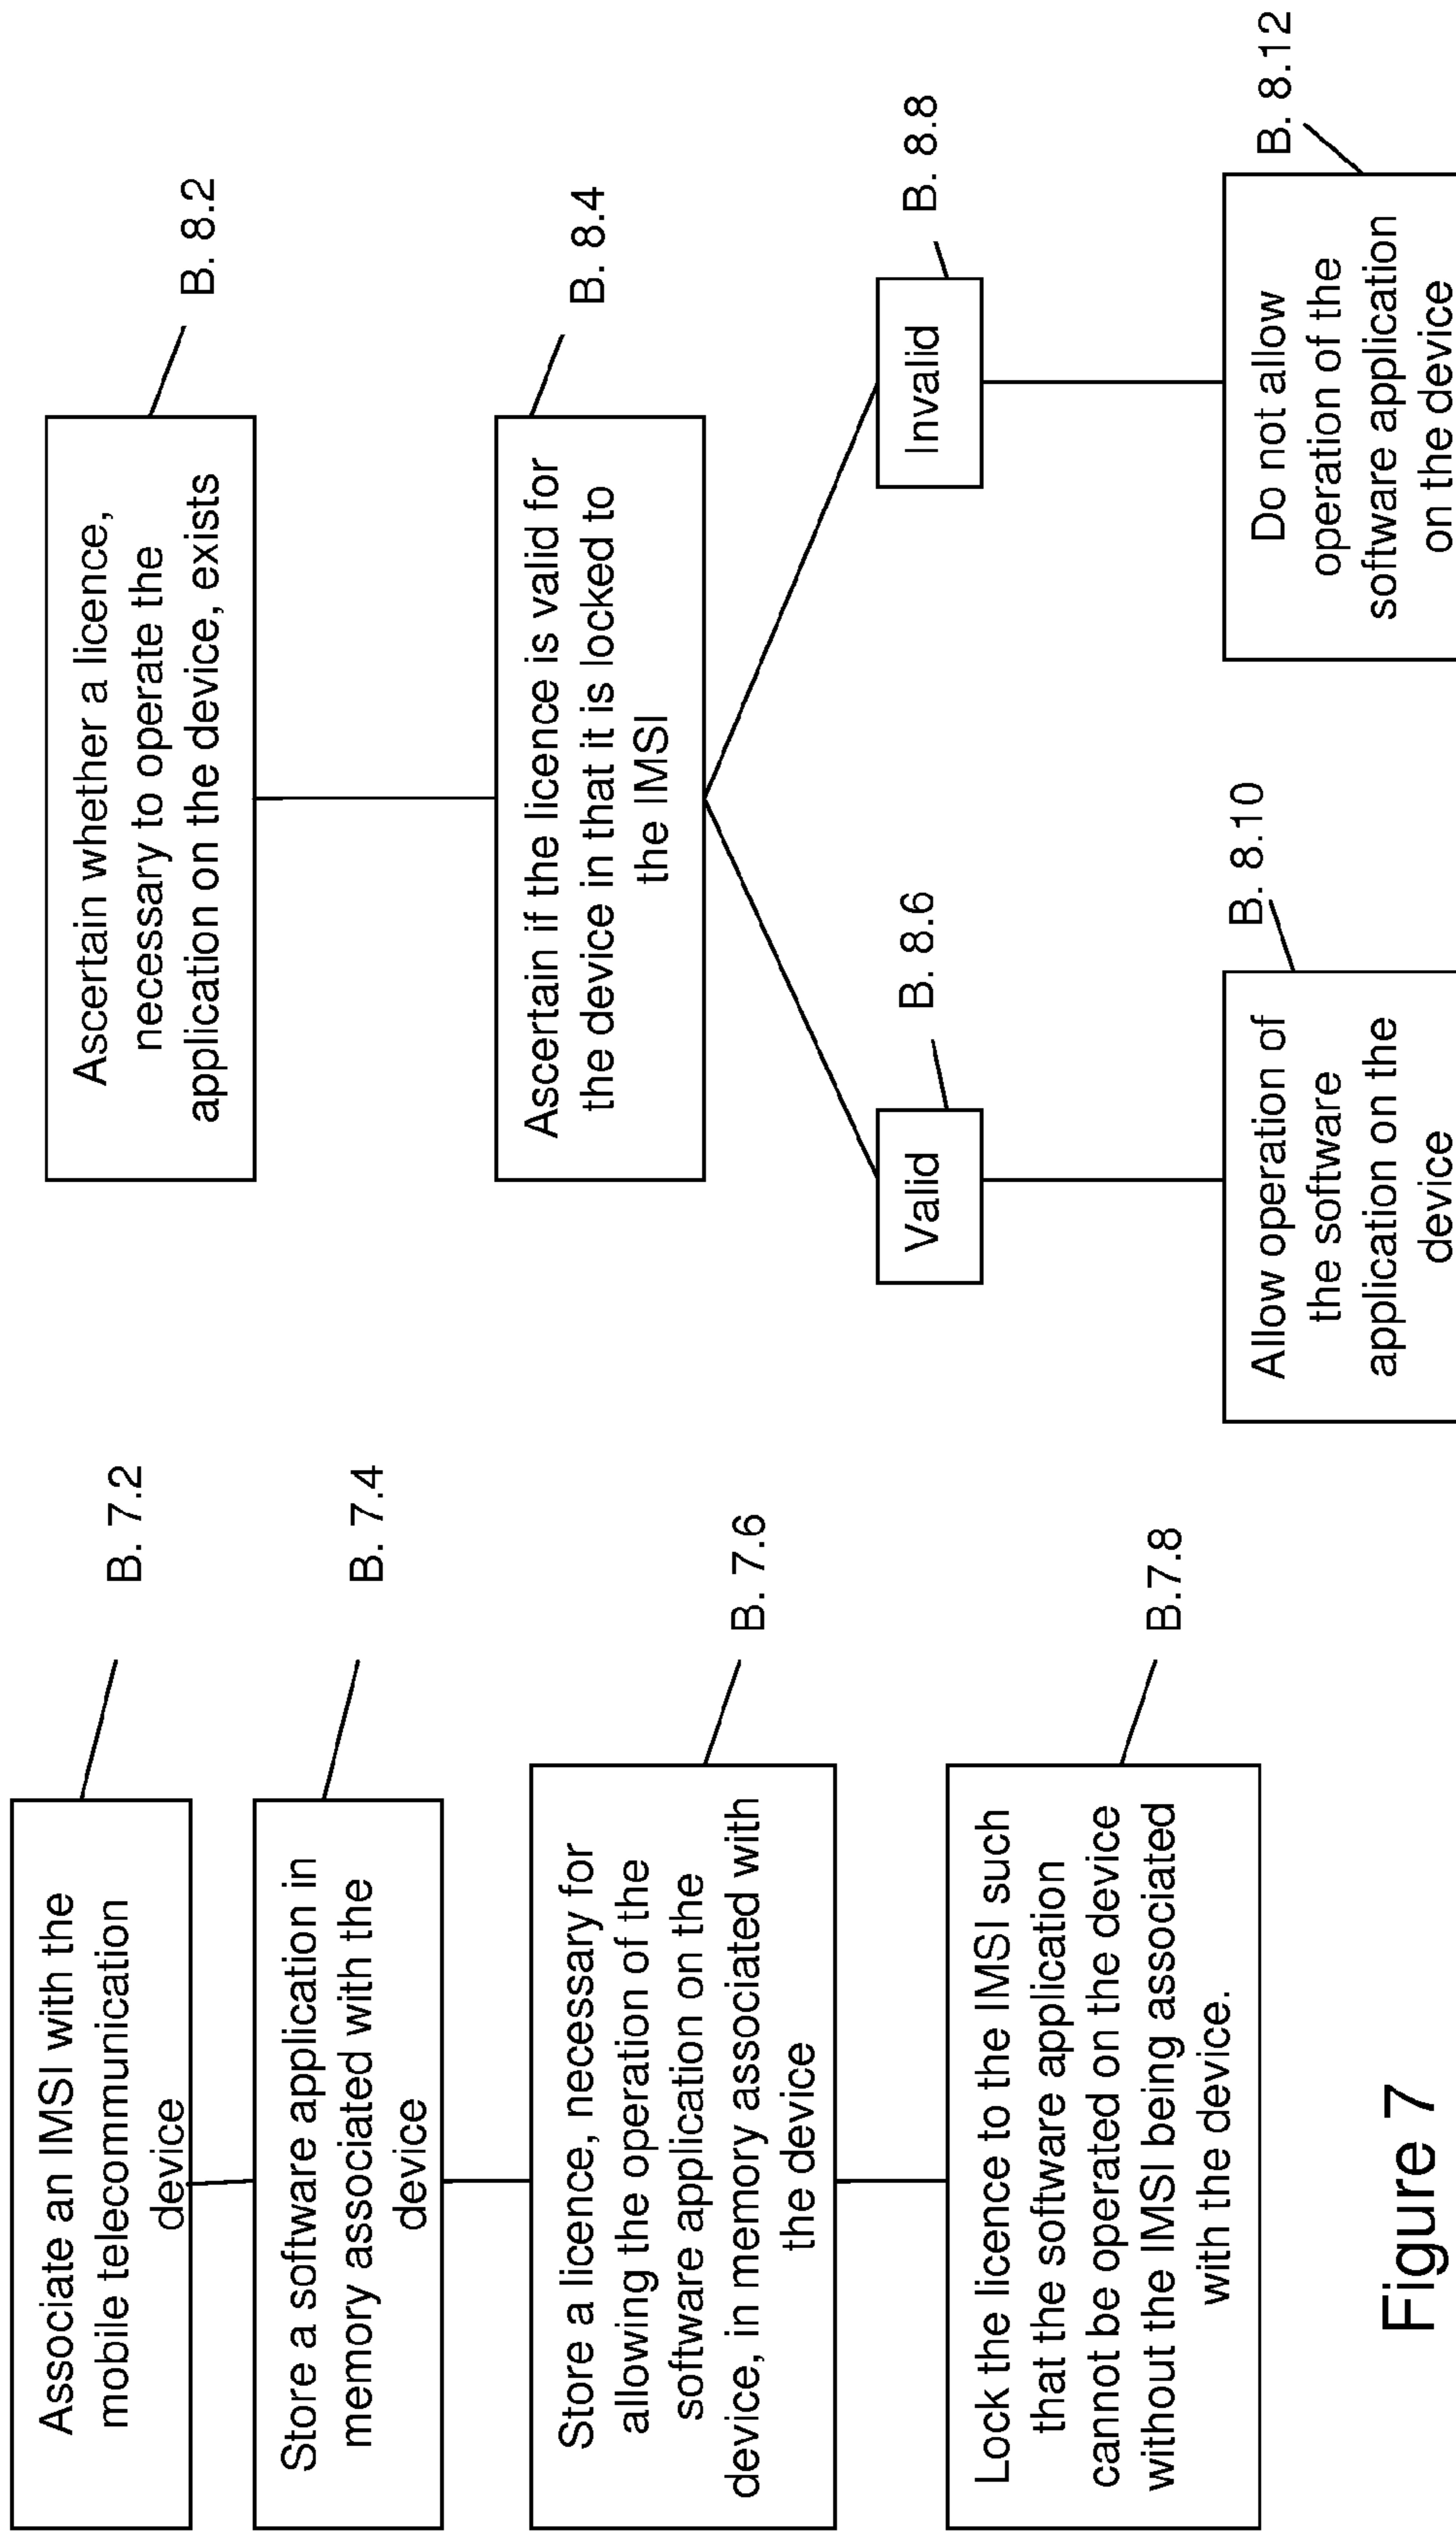 Associate an IMSI with the
mobile telecommunication
device
B. 7.2
Store a software application in
memory associated with the
device
B. 7.4
Store a licence, necessary for
allowing the operation of the
software application on the
device, in memory associated with
the device
B. 7.6
Lock the licence to the IMSI such
that the software application
cannot be operated on the device
without the IMSI being associated
with the device.
B.7.8
Figure 7
Ascertain whether a licence,
necessary to operate the
application on the device, exists
B. 8.2
Ascertain if the licence is valid for
the device in that it is locked to
the IMSI
B. 8.4
Valid
B. 8.6
Invalid
B. 8.8
Allow operation of
the software
application on the
device
B. 8.10
Do not allow
operation of the
software application
on the device
B. 8.12